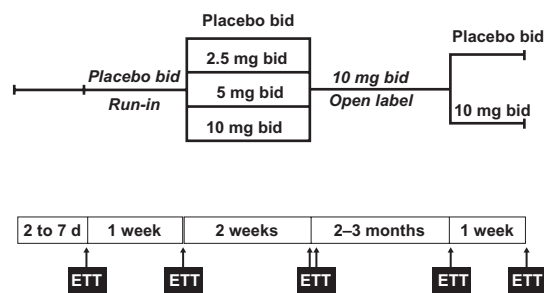 Placebo bid
Placebo bid
Placebo bid
2.5 mg bid
10 mg bid
Run-in
5 mg bid
Open label
10 mg bid
10 mg bid
2 to 7 d
1 week
2 weeks
2–3 months
1 week
ETT
ETT
ETT
ETT
ETT